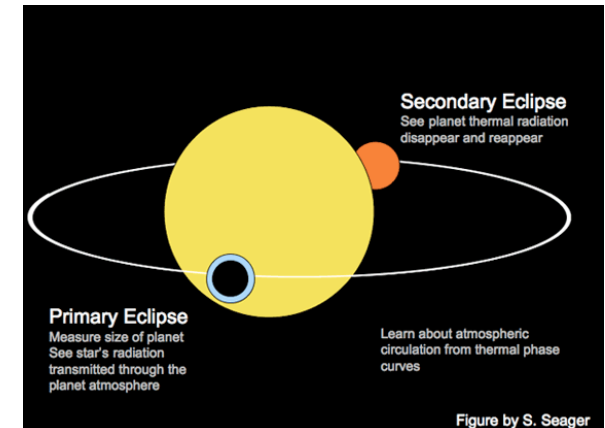 Secondary Eclipse
See planet thermal radiation
disappear and reappear
Primary Eclipse
Measure size of planet
See star's radiation
transmitted through the
planet atmosphere
Learn about atmospheric
circulation from thermal phase
curves
Figure by S. Seager